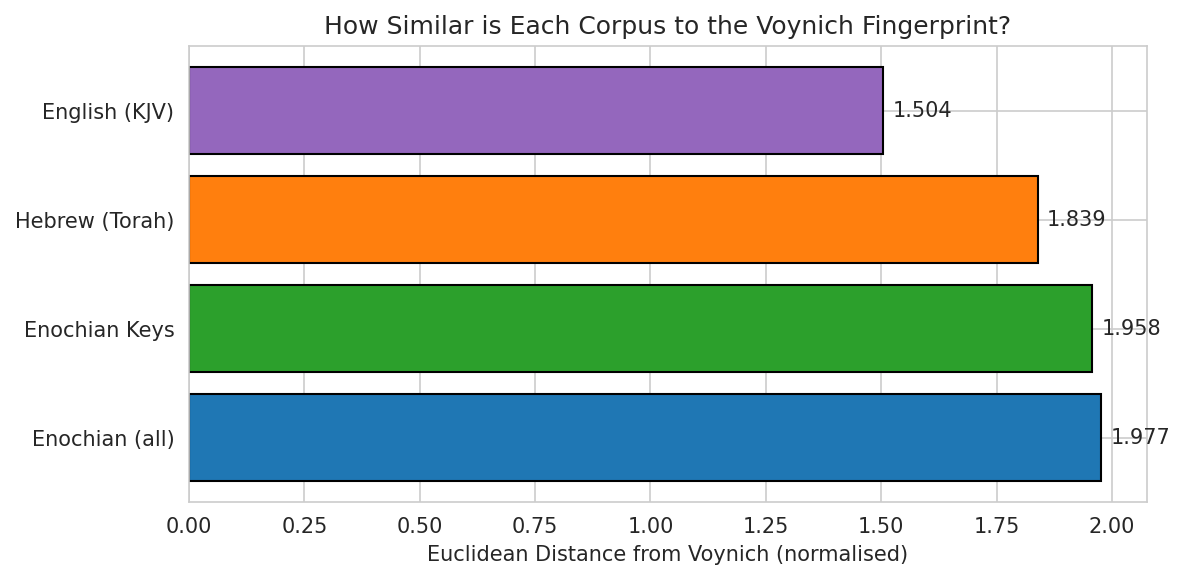 How Similar is Each Corpus to the Voynich Fingerprint?
English (KJV)
1.504
Hebrew (Torah)
1.839
Enochian Keys
1.958
Enochian (all)
1.977
0.00 0.25 0.50 0.75 1.00 1.25 1.50 1.75 2.00
Euclidean Distance from Voynich (normalised)